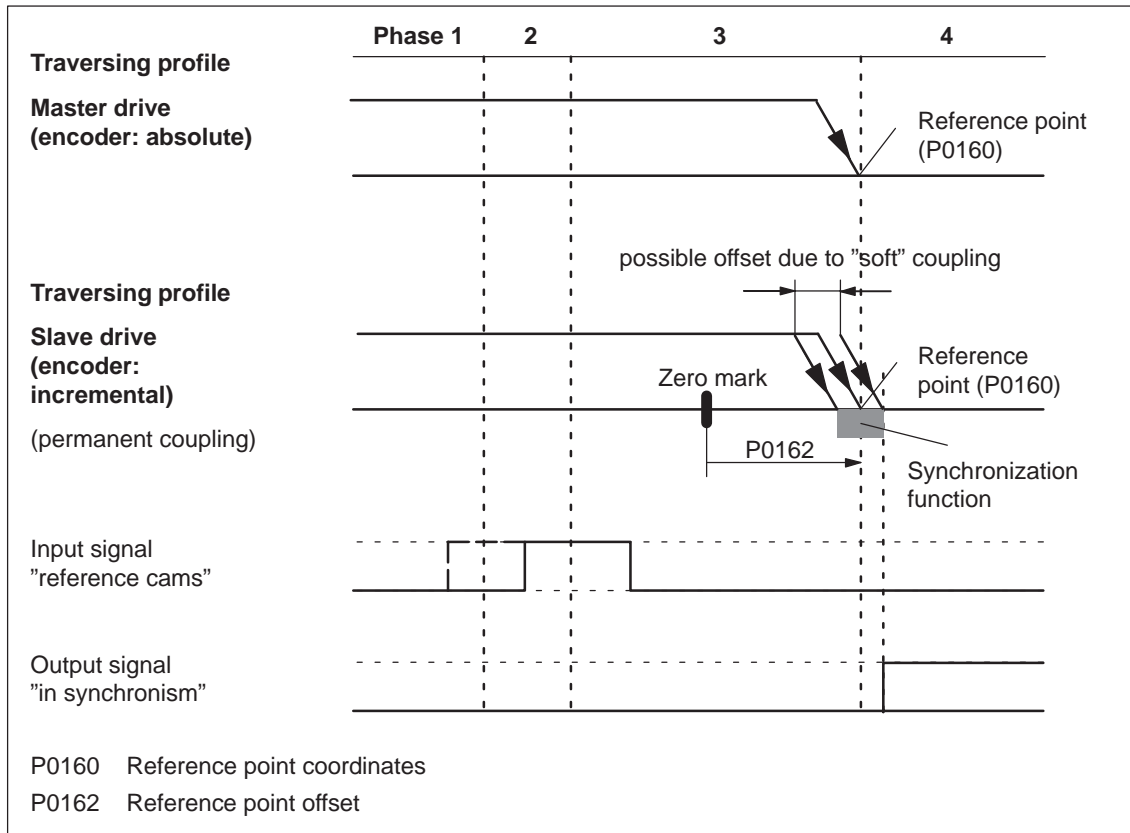 Phase 1 2 3 4
Traversing profile
Master drive
(encoder: absolute)
Reference point
(P0160)
possible offset due to ”soft” coupling
Traversing profile
Slave drive
(encoder:
incremental)
(permanent coupling)
Zero mark
Reference
point (P0160)
P0162
Synchronization
function
Input signal
”reference cams”
Output signal
”in synchronism”
P0160 Reference point coordinates
P0162 Reference point offset